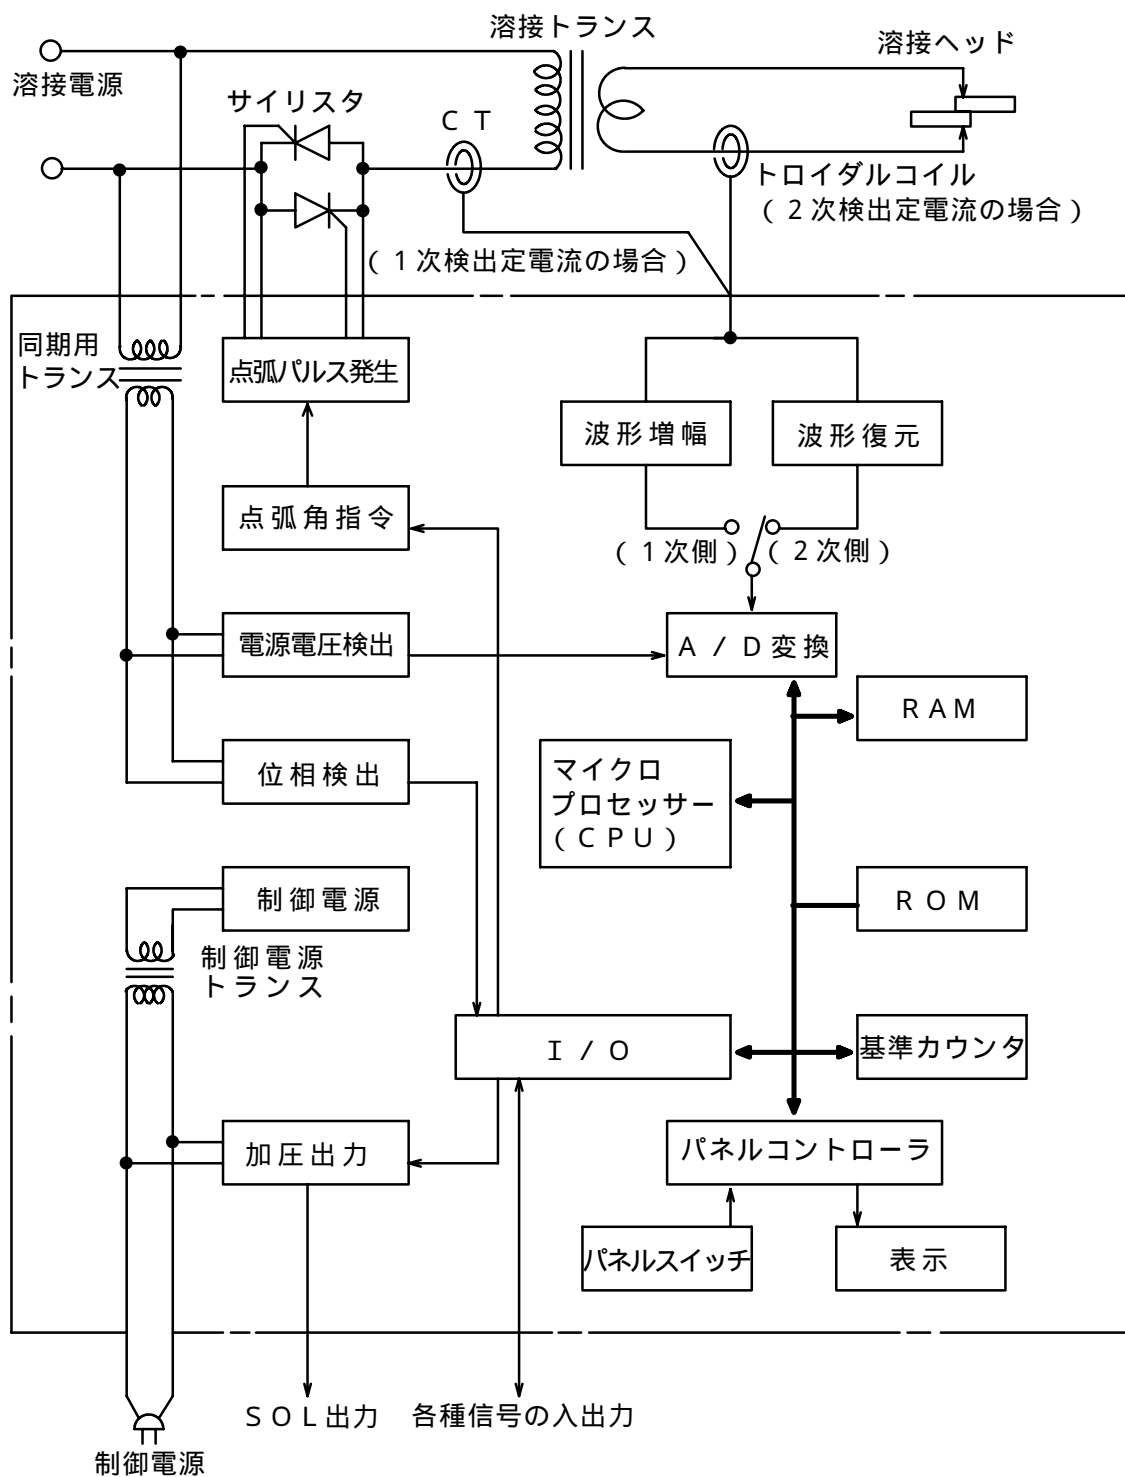 溶接トランス
溶接ヘッド
溶接電源
サイリスタ
ＣＴ
トロイダルコイル
（２次検出定電流の場合）
（１次検出定電流の場合）
同期用
トランス
点弧パルス発生
波形増幅
波形復元
点弧角指令
（１次側）
（２次側）
電源電圧検出
Ａ／Ｄ変換
ＲＡＭ
位相検出
マイクロ
プロセッサー
（ＣＰＵ）
制御電源
ＲＯＭ
制御電源
トランス
Ｉ／Ｏ
基準カウンタ
加圧出力
パネルコントローラ
パネルスイッチ
表示
ＳＯＬ出力
各種信号の入出力
制御電源